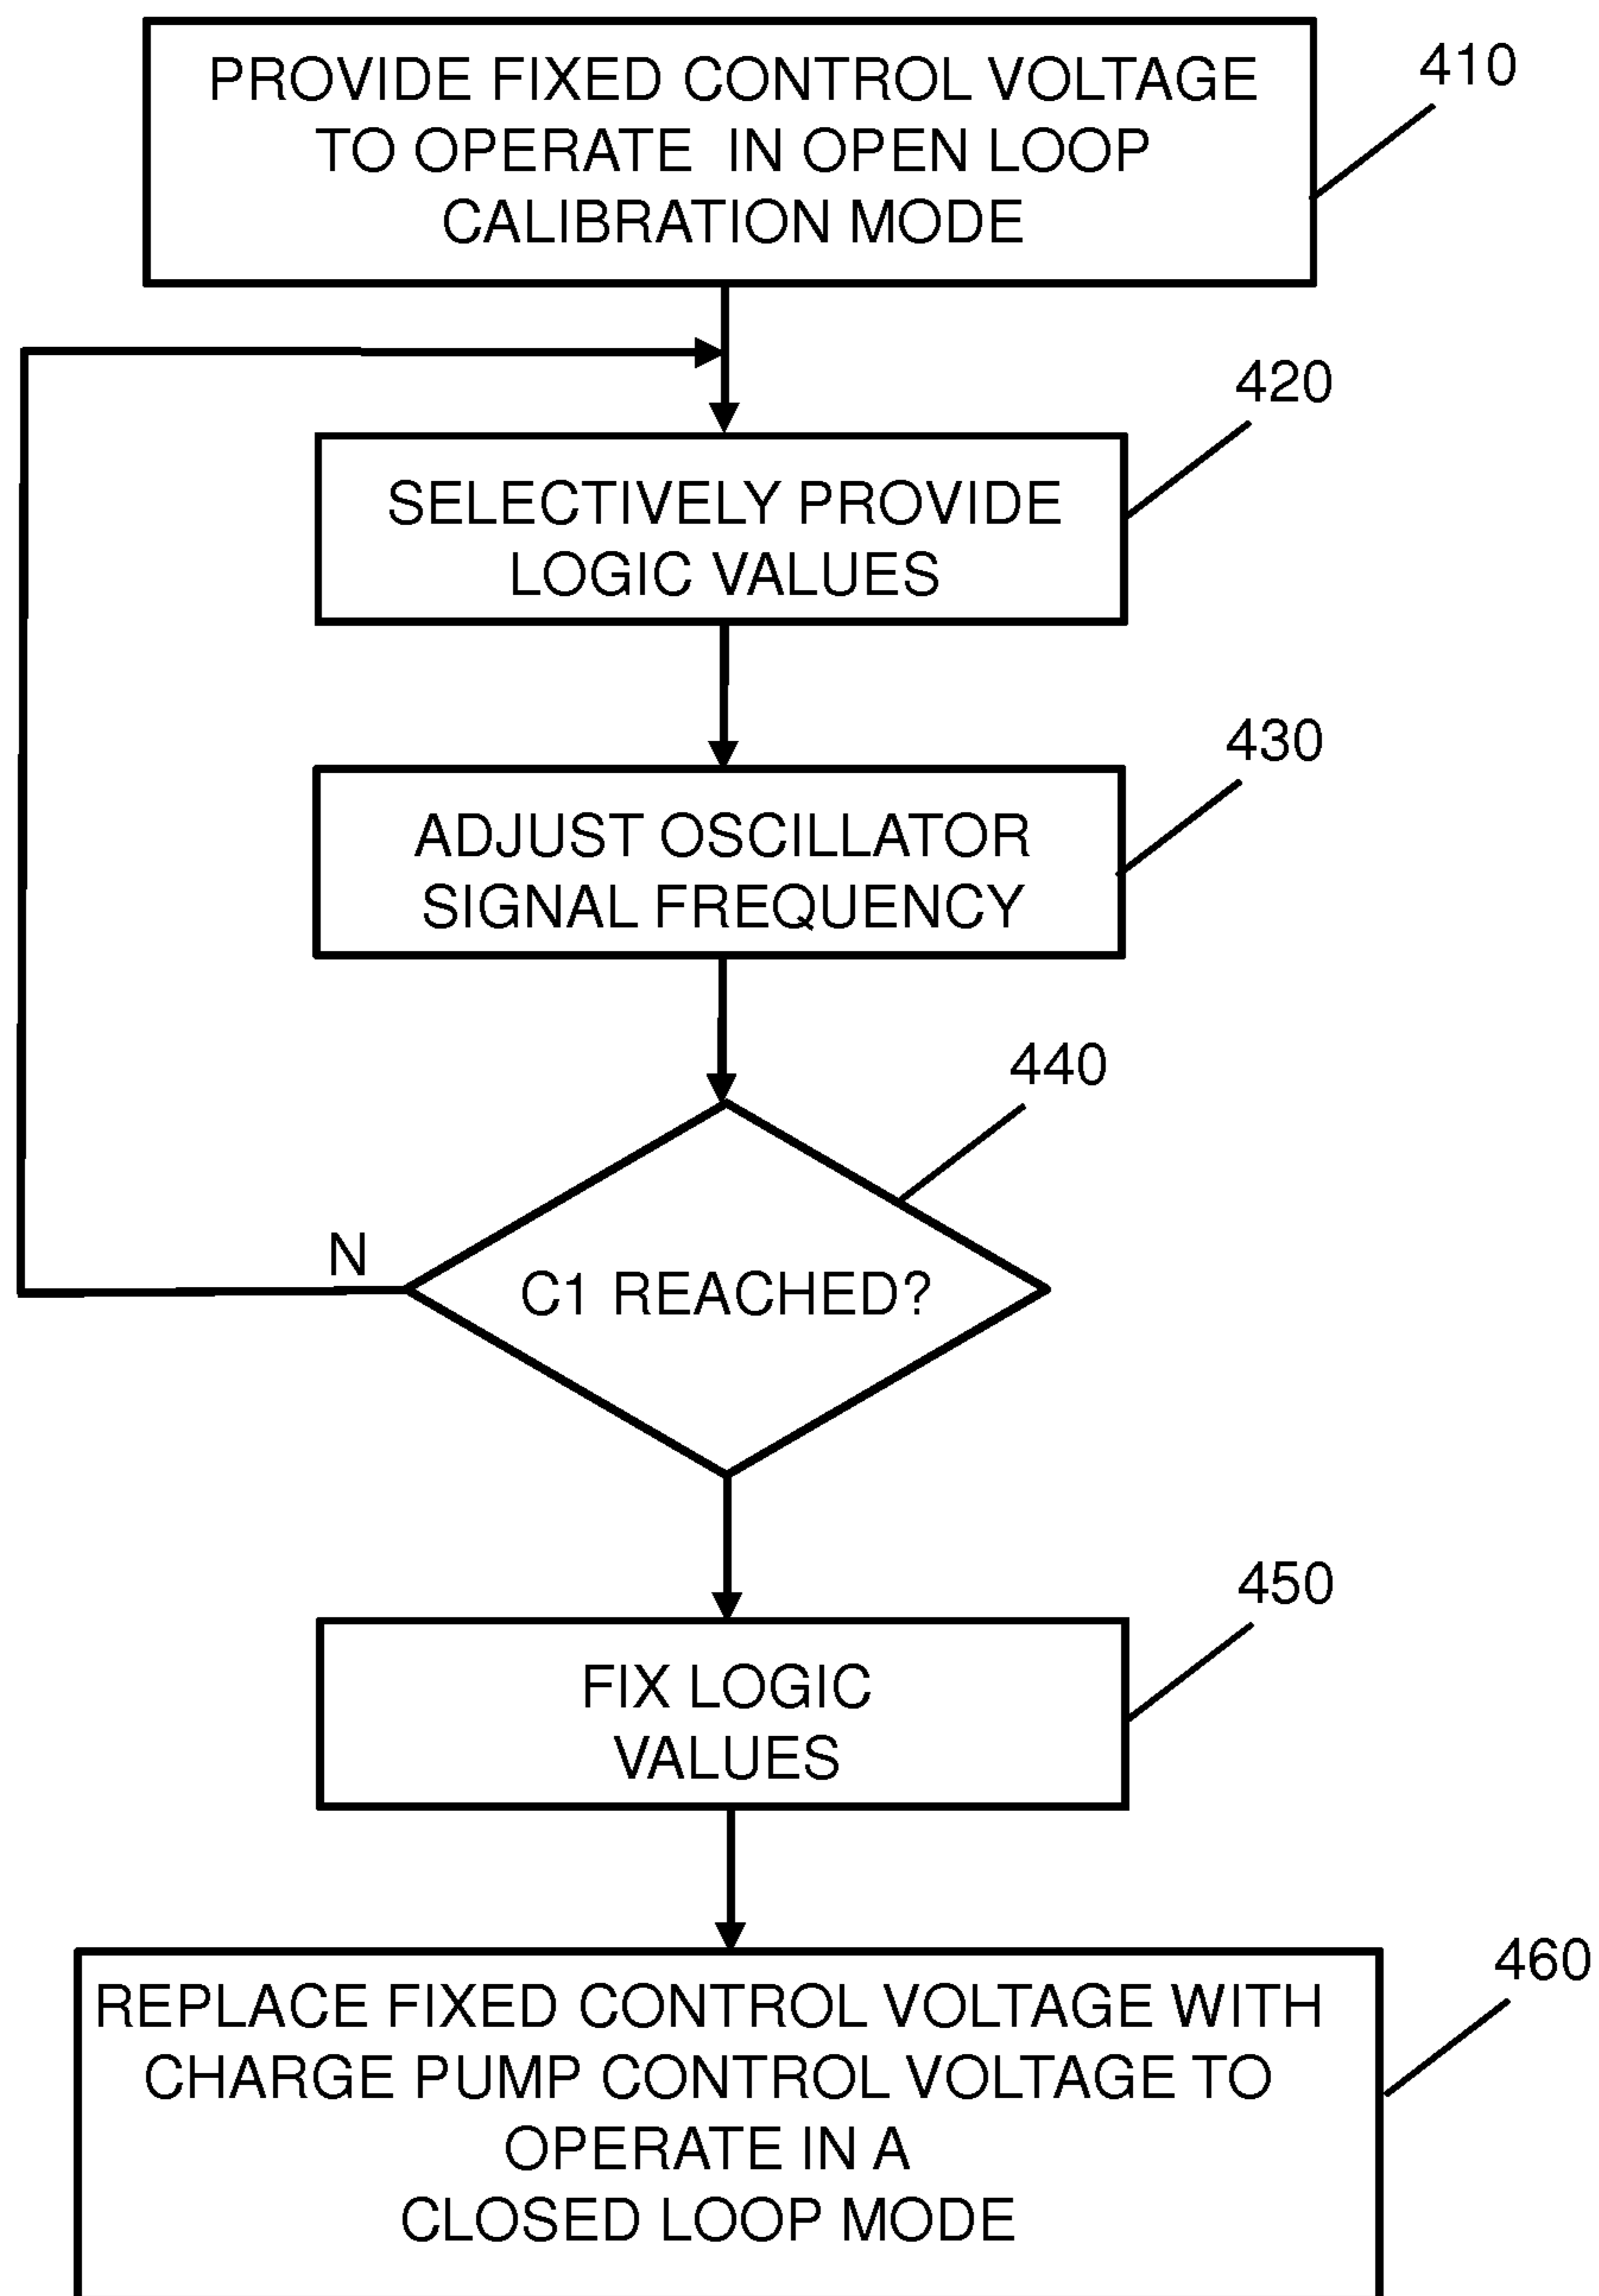 PROVIDE FIXED CONTROL VOLTAGE
TO OPERATE IN OPEN LOOP
CALIBRATION MODE
410
SELECTIVELY PROVIDE
LOGIC VALUES
420
ADJUST OSCILLATOR
SIGNAL FREQUENCY
430
C1 REACHED?
440
N
FIX LOGIC
VALUES
450
REPLACE FIXED CONTROL VOLTAGE WITH
CHARGE PUMP CONTROL VOLTAGE TO
OPERATE IN A
CLOSED LOOP MODE
460